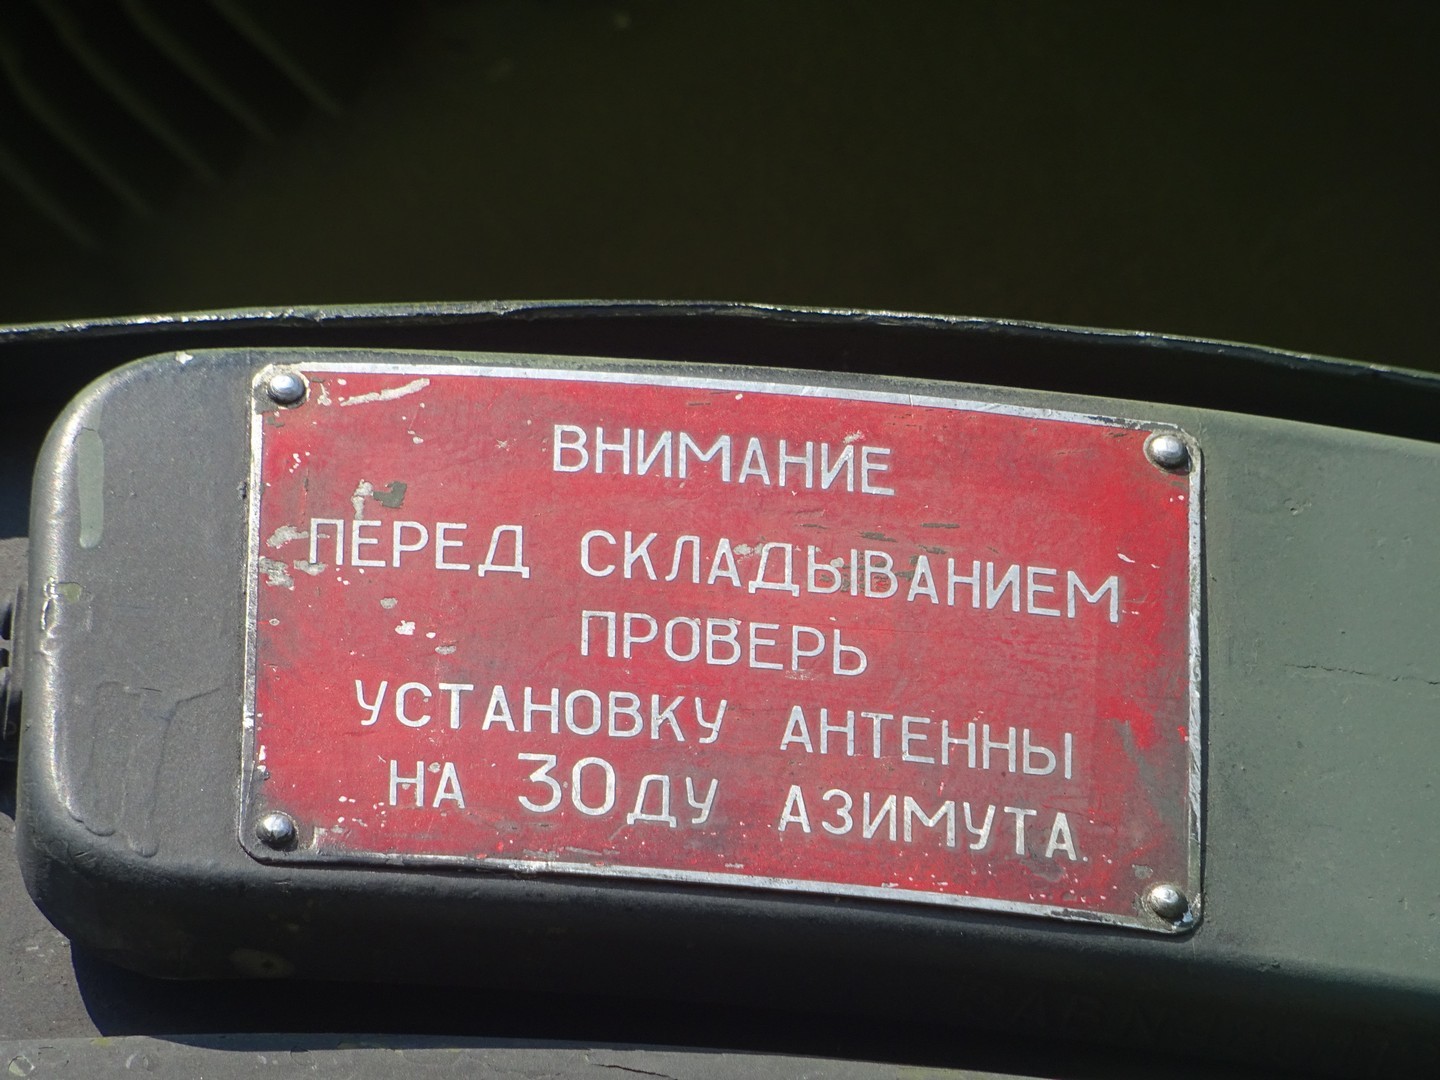 ВНИМАНИЕ
ПЕРЕД СКЛАДЫВАНИЕМ
ПРОВЕРЬ
УСТАНОВКУ АНТЕННЫ
НА 30ДУ АЗИМУТА.